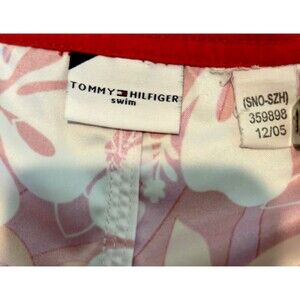 TOMMY HILFIGER
swim
(SNO-SZH)
359898
12/05